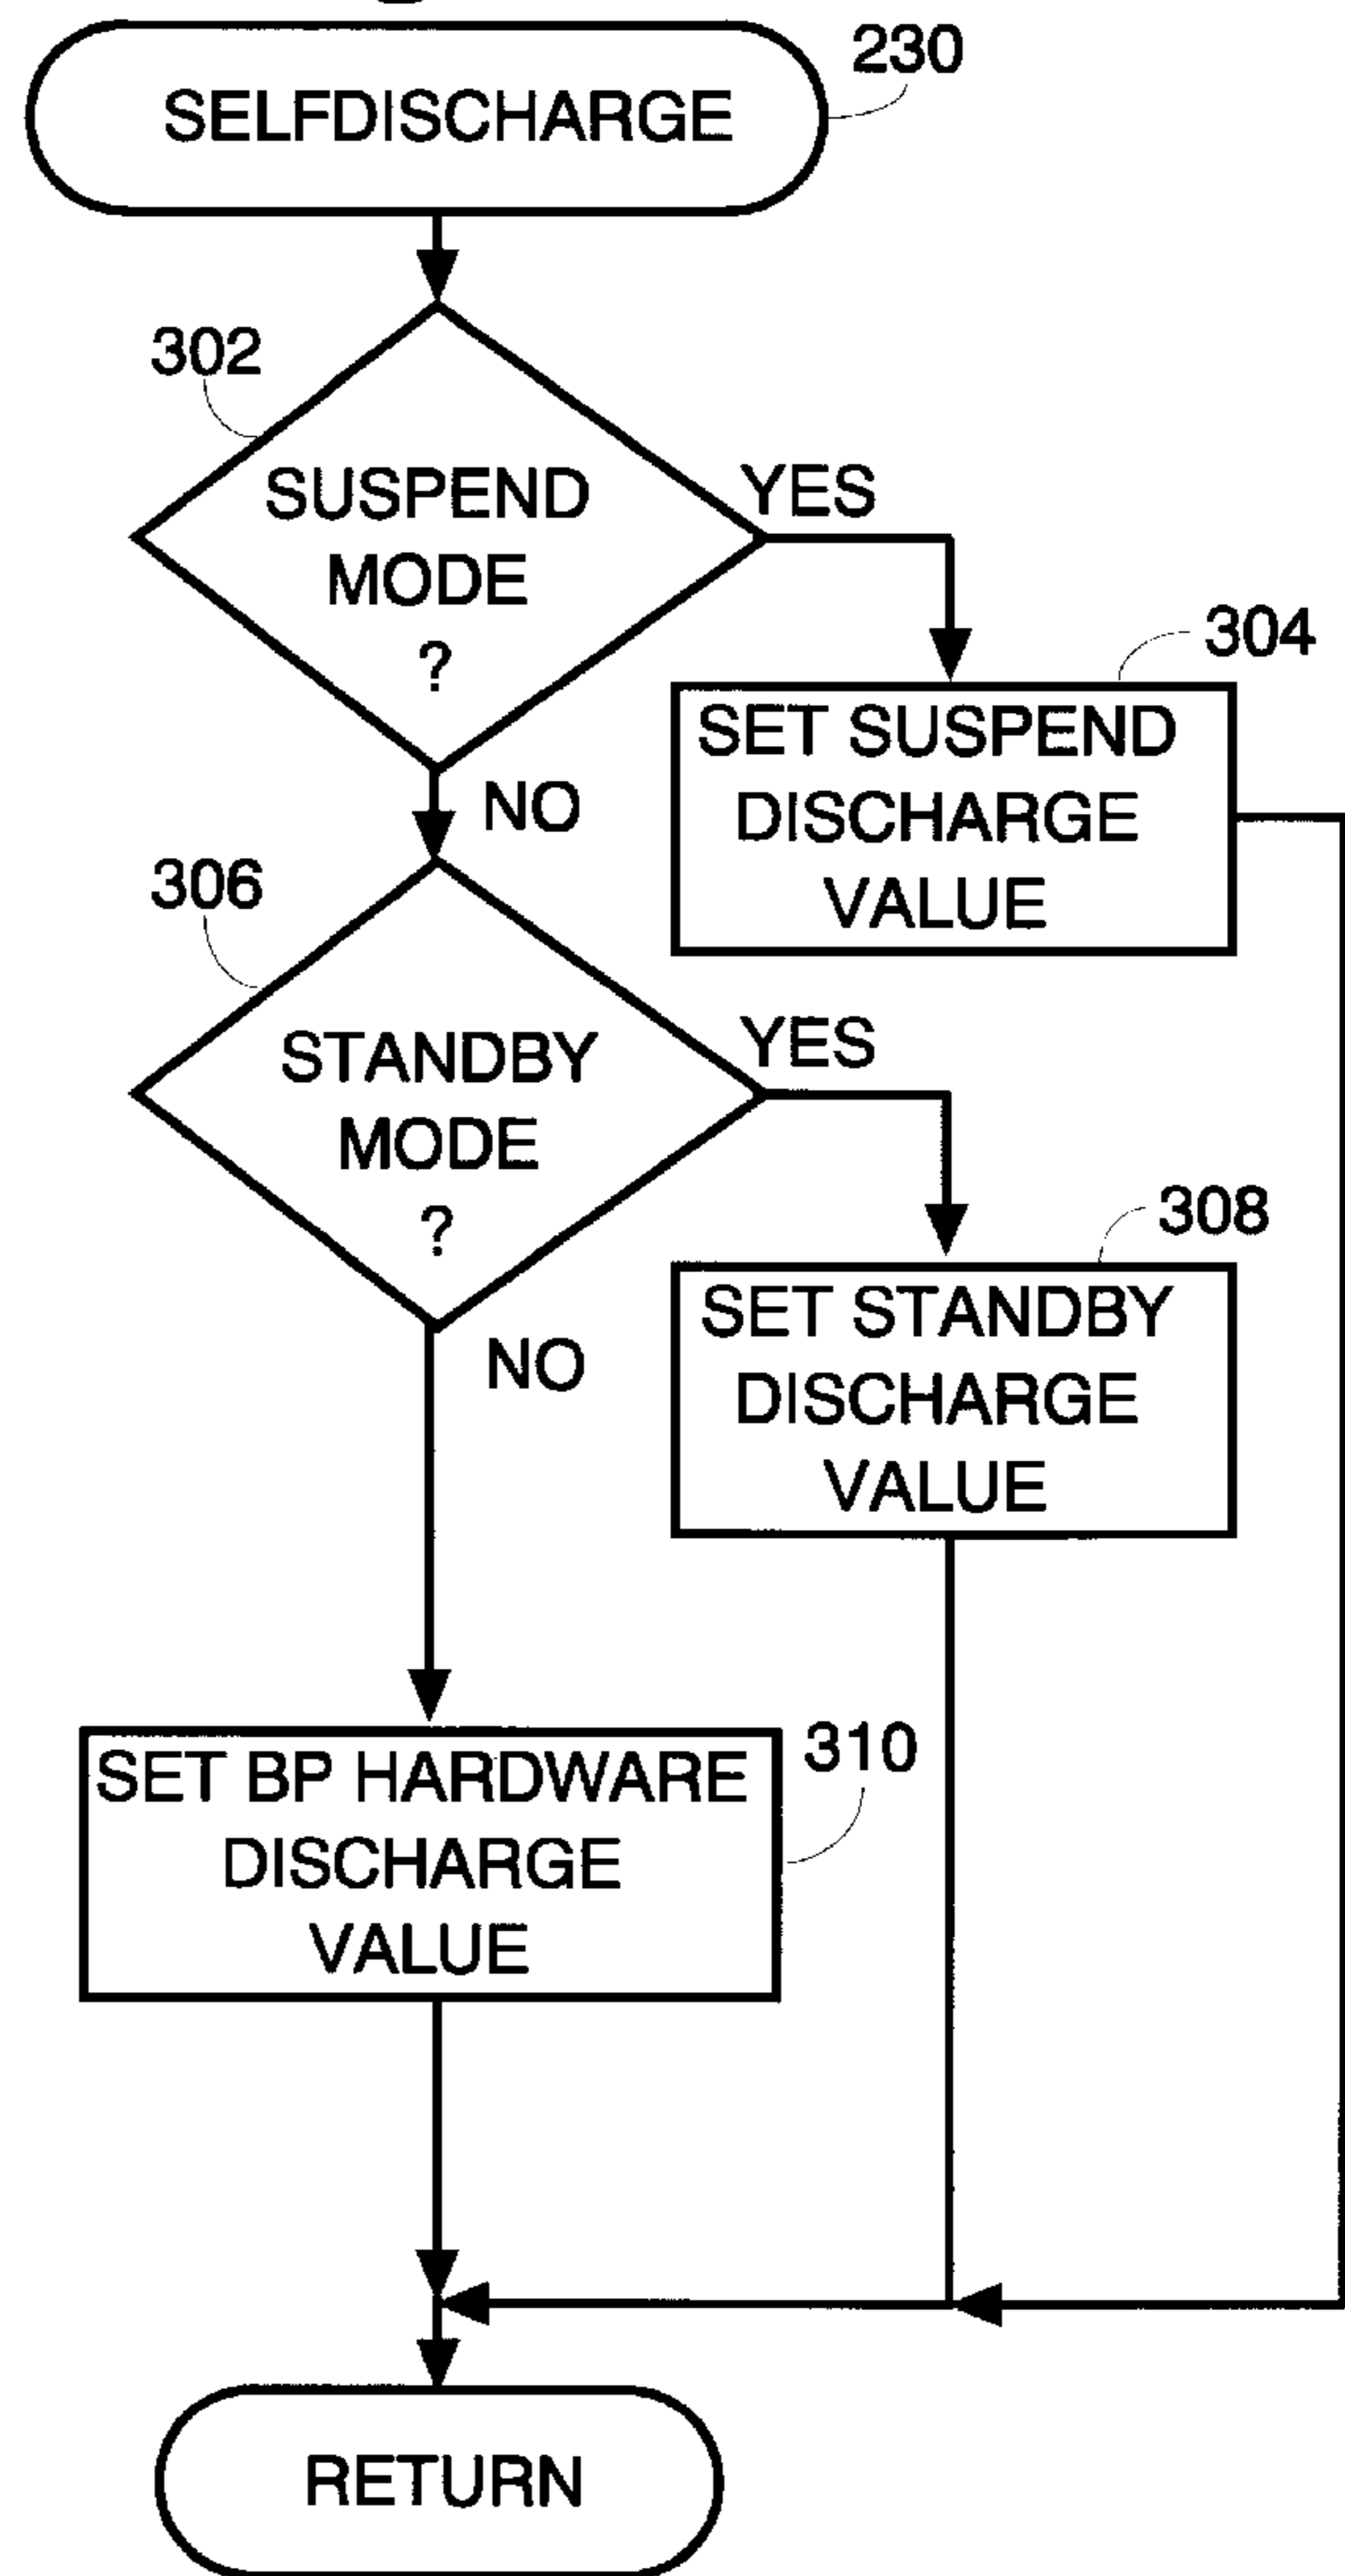 SELFDISCHARGE
230
302
SUSPEND
MODE
?
YES
NO
304
SET SUSPEND
DISCHARGE
VALUE
306
STANDBY
MODE
?
YES
NO
308
SET STANDBY
DISCHARGE
VALUE
310
SET BP HARDWARE
DISCHARGE
VALUE
RETURN